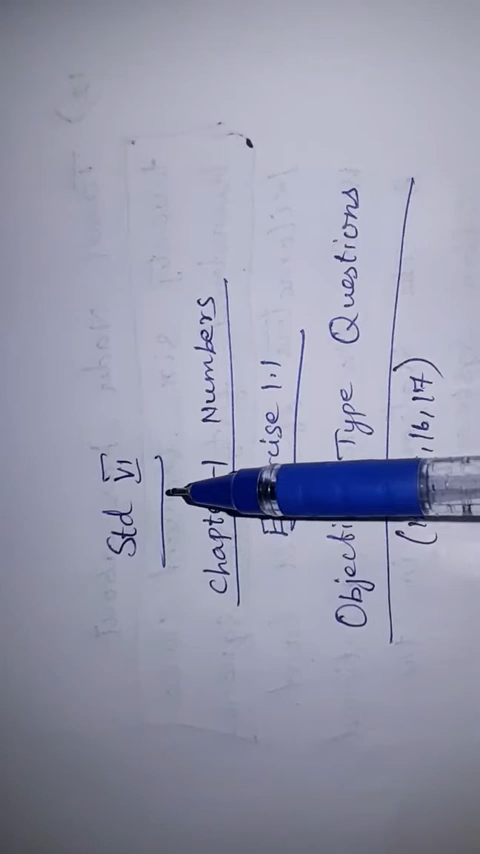 Std VI
Chapt-1 Numbers
E cise 1.1
Objecti Type Questions
( ,16,17)